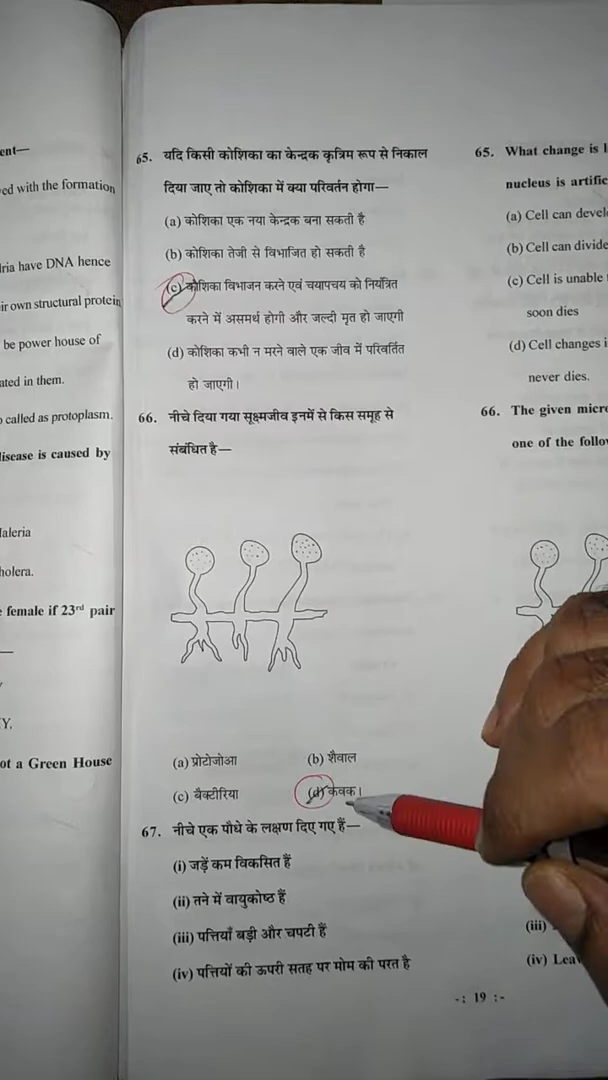 ent—
ed with the formation
dria have DNA hence
ir own structural protein
be power house of
ated in them.
called as protoplasm.
disease is caused by
Maleria
holera.
female if 23rd pair
Y.
ot a Green House
65. यदि किसी कोशिका का केन्द्रक कृत्रिम रूप से निकाल
दिया जाए तो कोशिका में क्या परिवर्तन होगा—
(a) कोशिका एक नया केन्द्रक बना सकती है
(b) कोशिका तेजी से विभाजित हो सकती है
(c) कोशिका विभाजन करने एवं चयापचय को नियंत्रित
करने में असमर्थ होगी और जल्दी मृत हो जाएगी
(d) कोशिका कभी न मरने वाले एक जीव में परिवर्तित
हो जाएगी।
66. नीचे दिया गया सूक्ष्मजीव इनमें से किस समूह से
संबंधित है—
(a) प्रोटोजोआ (b) शैवाल
(c) बैक्टीरिया (d) कवक।
67. नीचे एक पौधे के लक्षण दिए गए हैं—
(i) जड़ें कम विकसित हैं
(ii) तने में वायुकोष्ठ हैं
(iii) पत्तियाँ बड़ी और चपटी हैं
(iv) पत्तियों की ऊपरी सतह पर मोम की परत है
65. What change is
nucleus is artific
(a) Cell can devel
(b) Cell can divide
(c) Cell is unable
soon dies
(d) Cell changes i
never dies.
66. The given micr
one of the follo
(iii)
(iv) Lea
-: 19 :-